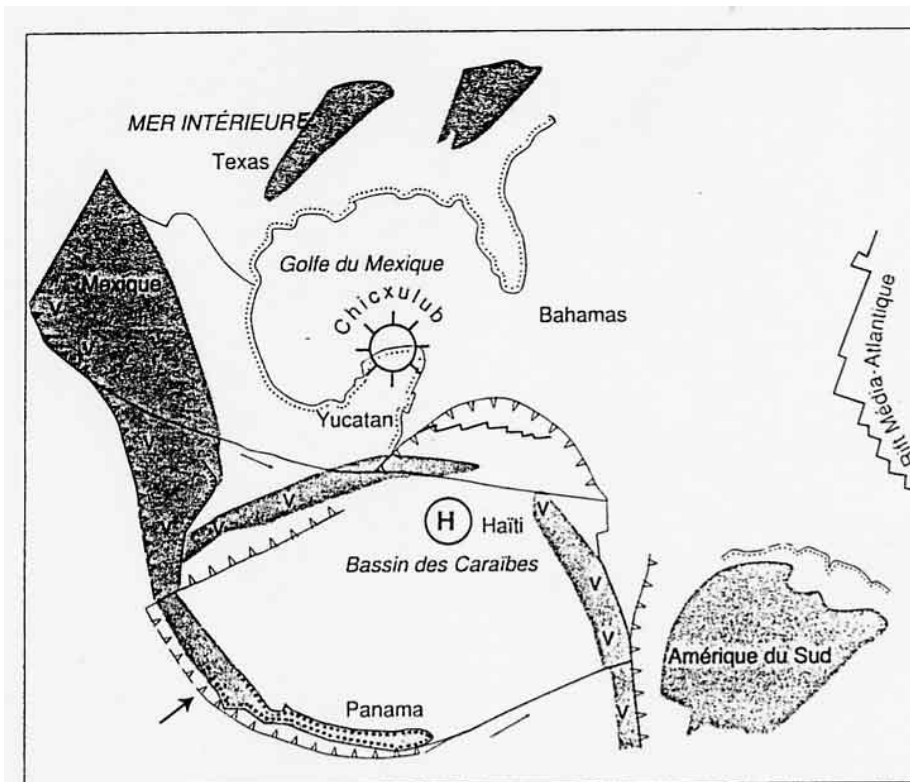 MER INTÉRIEURE
Texas
Mexique
Golfe du Mexique
Chicxulub
Bahamas
Rift Média-Atlantique
Yucatan
V
V
V
V
V
V
V
V
H
Haïti
Bassin des Caraïbes
V
V
V
Amérique du Sud
Panama